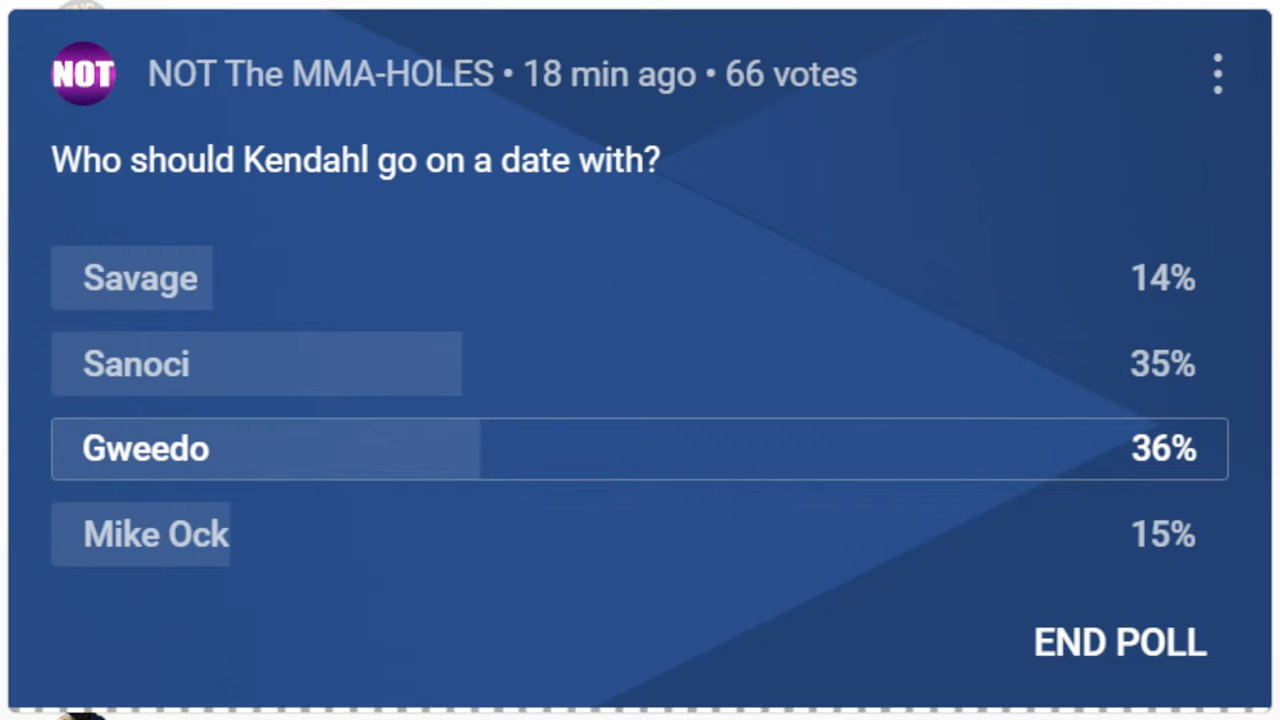 NOT NOT The MMA-HOLES • 18 min ago • 66 votes
Who should Kendahl go on a date with?
Savage 14%
Sanoci 35%
Gweedo 36%
Mike Ock 15%
END POLL